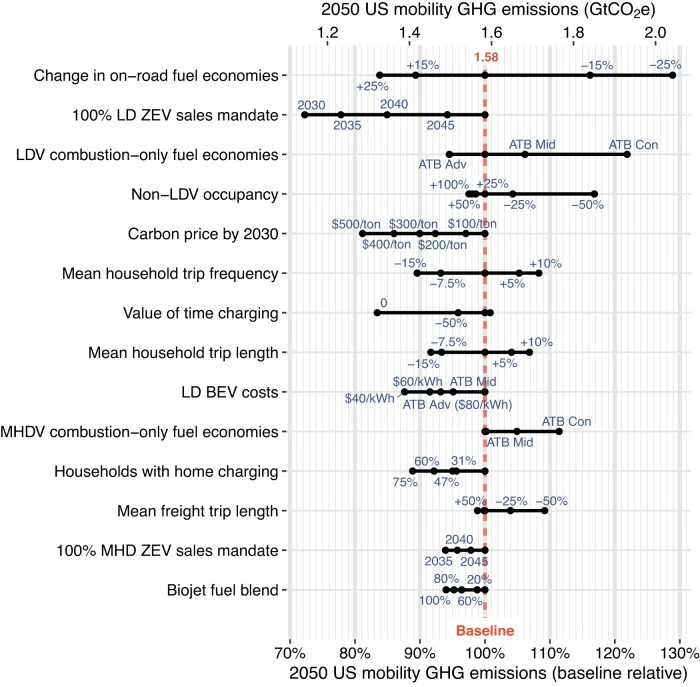 2050 US mobility GHG emissions (GtCO₂e)
1.2 1.4 1.6 1.8 2.0
1.58
Change in on−road fuel economies
+25% +15% −15% −25%
100% LD ZEV sales mandate
2030 2035 2040 2045
LDV combustion−only fuel economies
ATB Adv ATB Mid ATB Con
Non−LDV occupancy
+100% +50% +25% −25% −50%
Carbon price by 2030
$500/ton $400/ton $300/ton $200/ton $100/ton
Mean household trip frequency
−15% −7.5% +5% +10%
Value of time charging
0 −50%
Mean household trip length
−15% −7.5% +5% +10%
LD BEV costs
$40/kWh $60/kWh ATB Adv ($80/kWh) ATB Mid
MHDV combustion−only fuel economies
ATB Mid ATB Con
Households with home charging
75% 60% 47% 31%
Mean freight trip length
+50% −25% −50%
100% MHD ZEV sales mandate
2035 2040 2045
Biojet fuel blend
100% 80% 60% 20%
Baseline
70% 80% 90% 100% 110% 120% 130%
2050 US mobility GHG emissions (baseline relative)